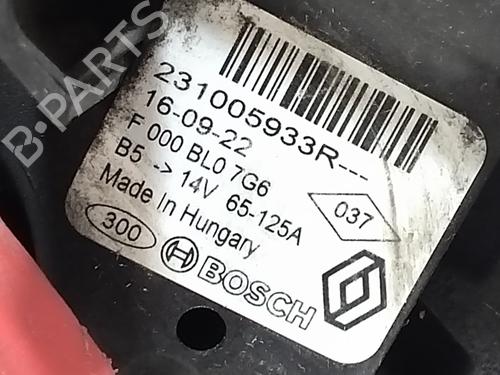 B-PARTS
231005933R---
16-09-22
F 000 BL0 7G6
B5 -> 14V 65-125A
037
Made In Hungary
300
BOSCH